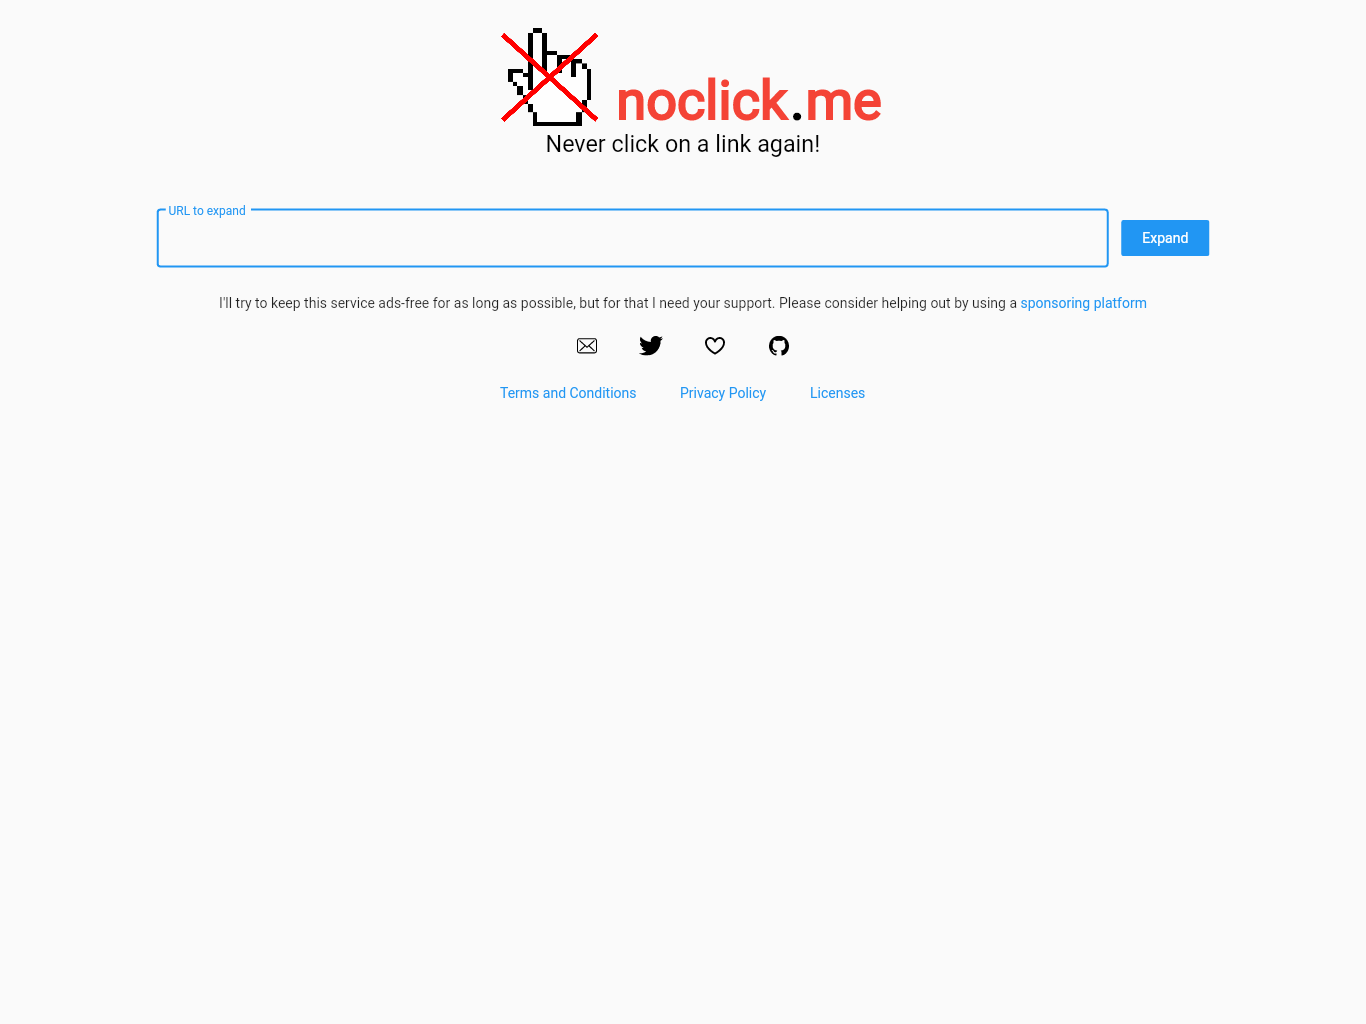 noclick.me
Never click on a link again!
URL to expand
Expand
I'll try to keep this service ads-free for as long as possible, but for that I need your support. Please consider helping out by using a sponsoring platform
Terms and Conditions Privacy Policy Licenses